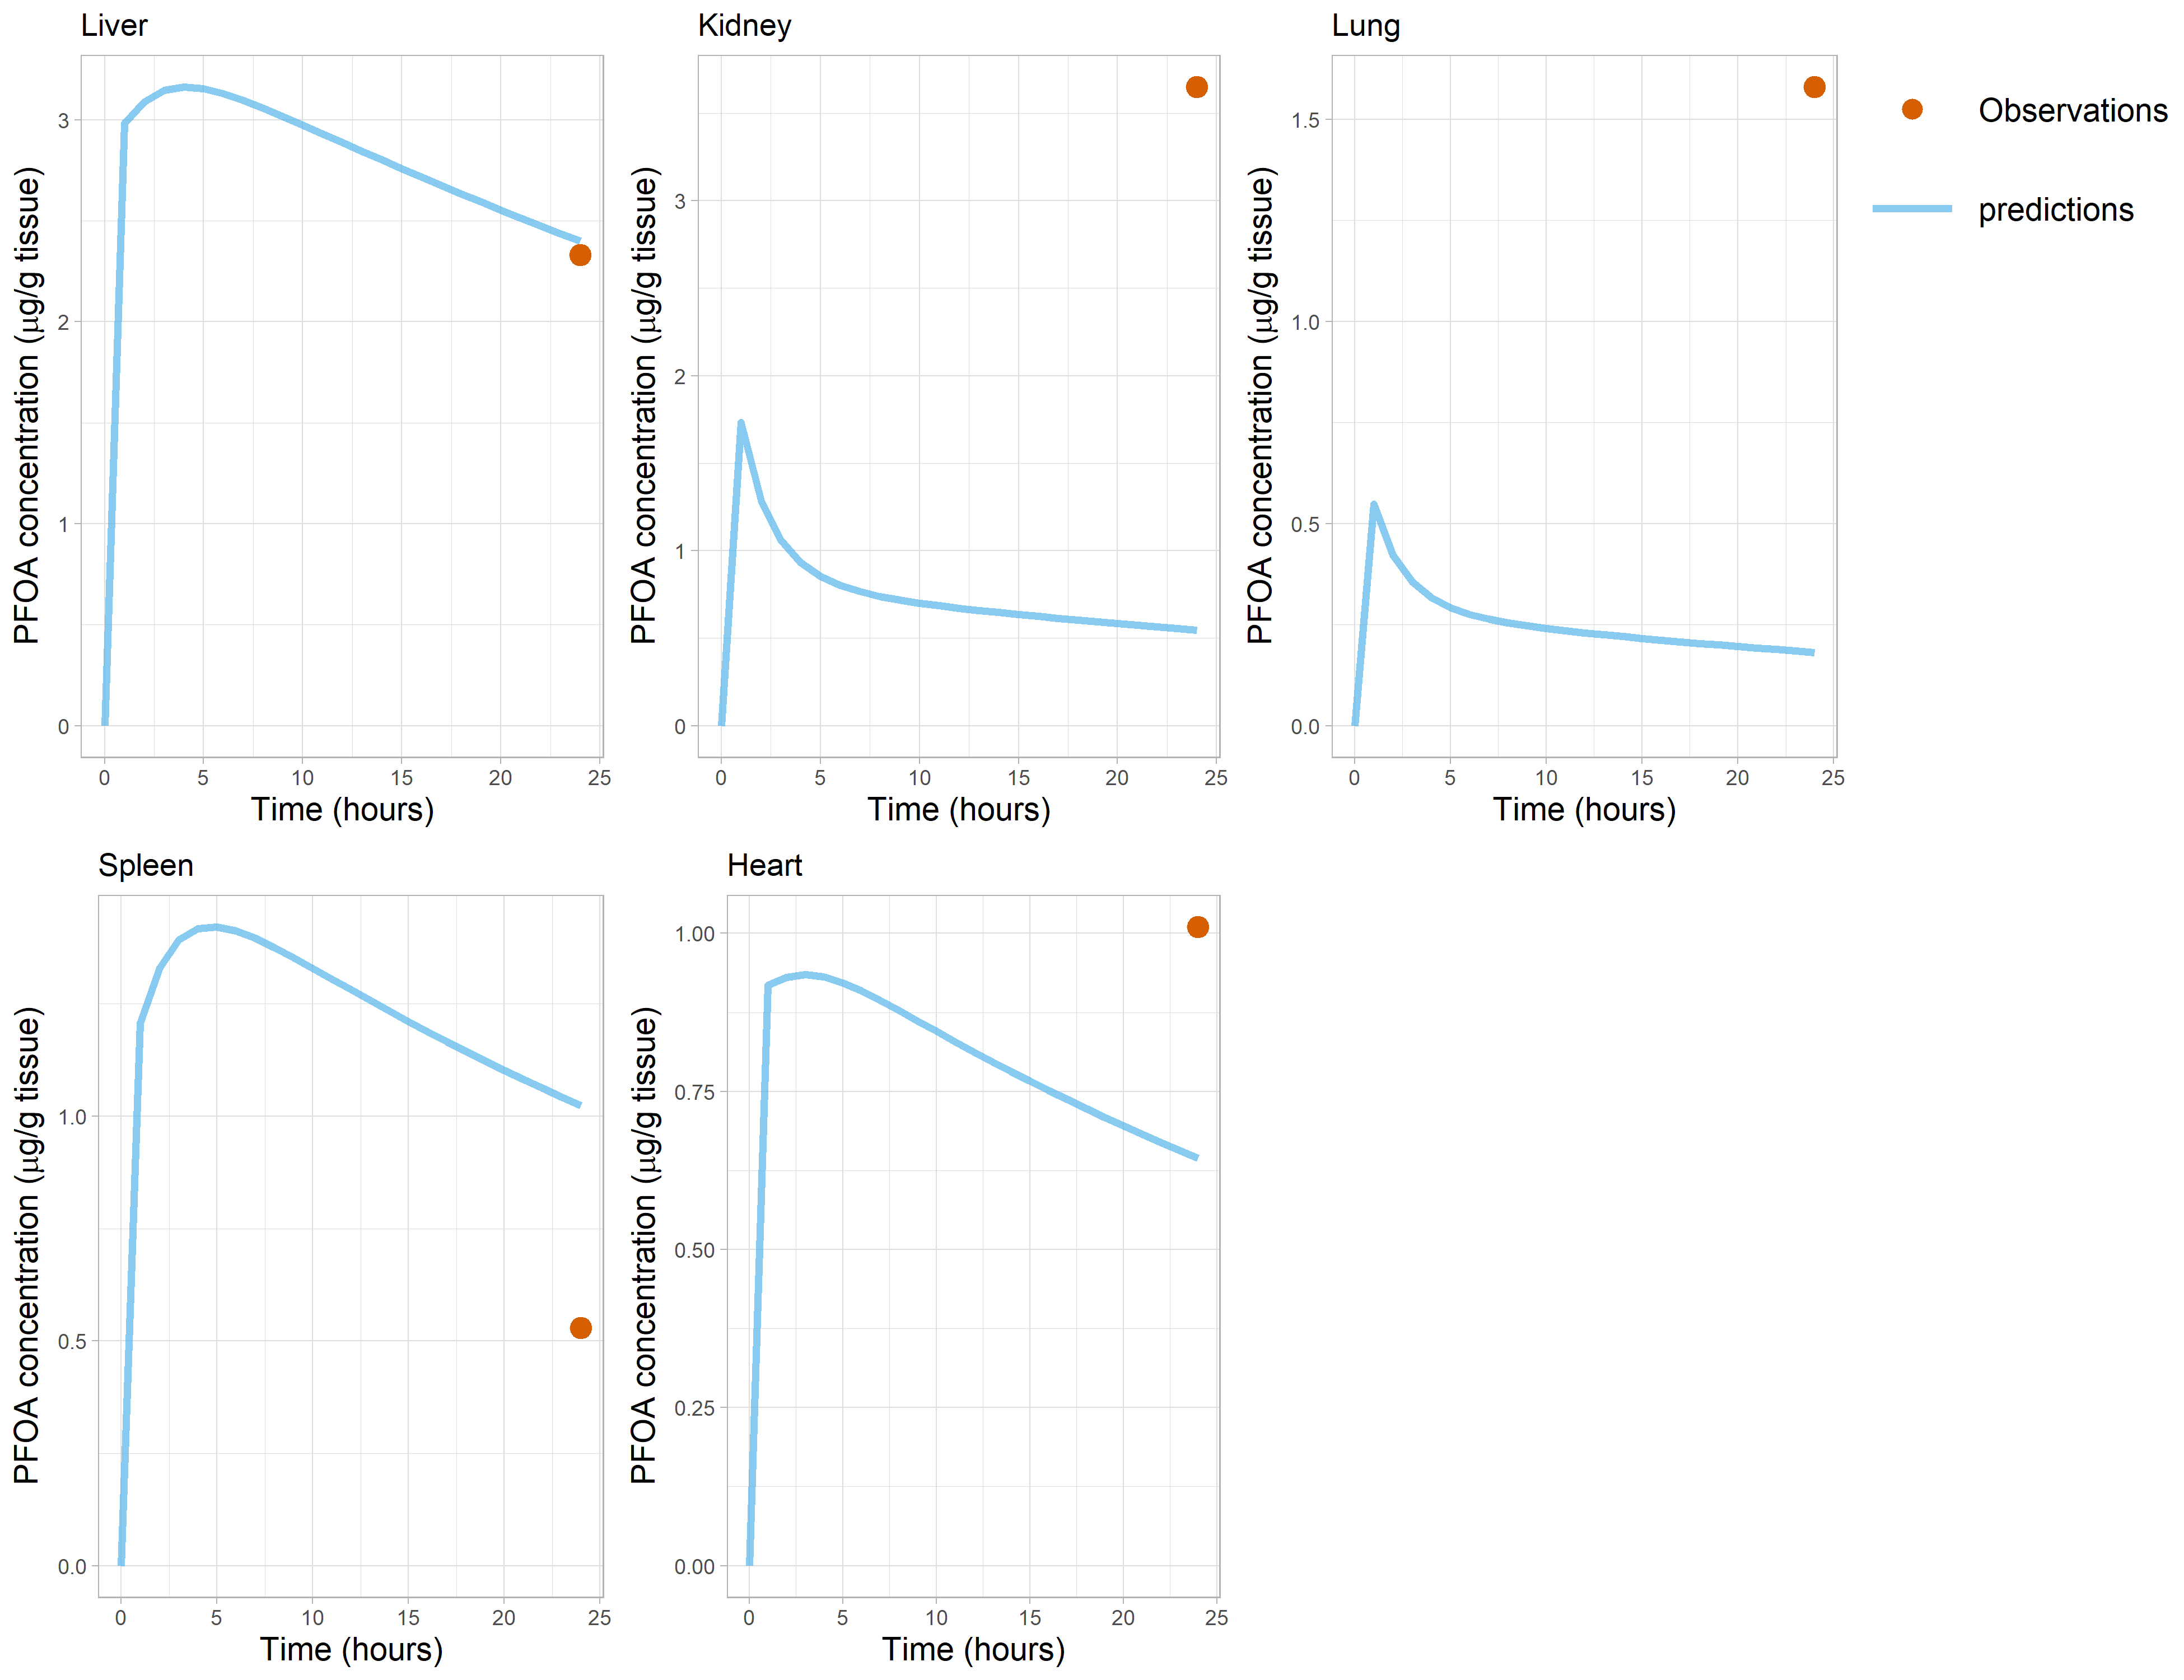 Liver
Kidney
Lung
PFOA concentration (µg/g tissue)
3
2
1
0
0 5 10 15 20 25
Time (hours)
PFOA concentration (µg/g tissue)
3
2
1
0
0 5 10 15 20 25
Time (hours)
PFOA concentration (µg/g tissue)
1.5
1.0
0.5
0.0
0 5 10 15 20 25
Time (hours)
Observations
predictions
Spleen
Heart
PFOA concentration (µg/g tissue)
1.0
0.5
0.0
0 5 10 15 20 25
Time (hours)
PFOA concentration (µg/g tissue)
1.00
0.75
0.50
0.25
0.00
0 5 10 15 20 25
Time (hours)